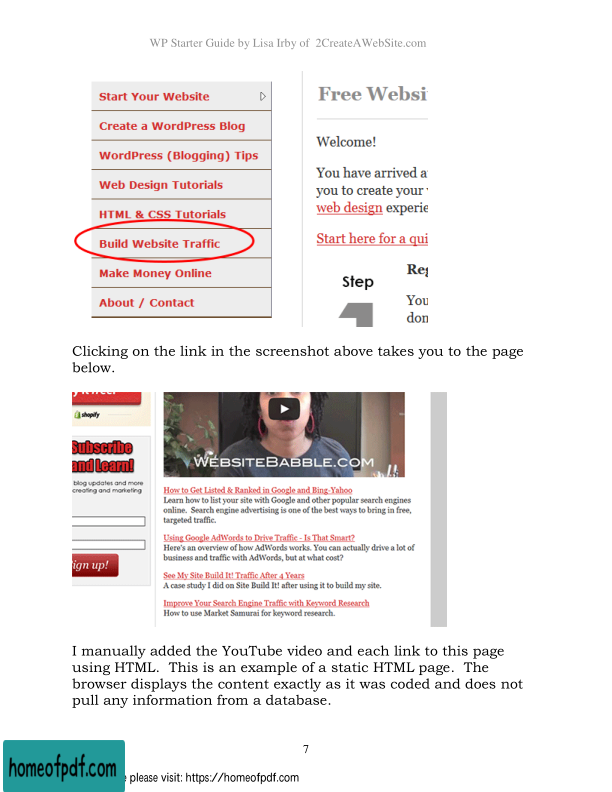 WP Starter Guide by Lisa Irby of 2CreateAWebSite.com
Start Your Website
Create a WordPress Blog
WordPress (Blogging) Tips
Web Design Tutorials
HTML & CSS Tutorials
Build Website Traffic
Make Money Online
About / Contact
Free Websi
Welcome!
You have arrived a
you to create your
web design experie
Start here for a qui
Step
1
Reg
You
don
Clicking on the link in the screenshot above takes you to the page
below.
shopify
Subscribe
and Learn!
blog updates and more
creating and marketing
ign up!
WEBSITEBABBLE.COM
How to Get Listed & Ranked in Google and Bing-Yahoo
Learn how to list your site with Google and other popular search engines
online. Search engine advertising is one of the best ways to bring in free,
targeted traffic.
Using Google AdWords to Drive Traffic - Is That Smart?
Here's an overview of how AdWords works. You can actually drive a lot of
business and traffic with AdWords, but at what cost?
See My Site Build It! Traffic After 4 Years
A case study I did on Site Build It! after using it to build my site.
Improve Your Search Engine Traffic with Keyword Research
How to use Market Samurai for keyword research.
I manually added the YouTube video and each link to this page
using HTML. This is an example of a static HTML page. The
browser displays the content exactly as it was coded and does not
pull any information from a database.
7
homeofpdf.com
please visit: https://homeofpdf.com